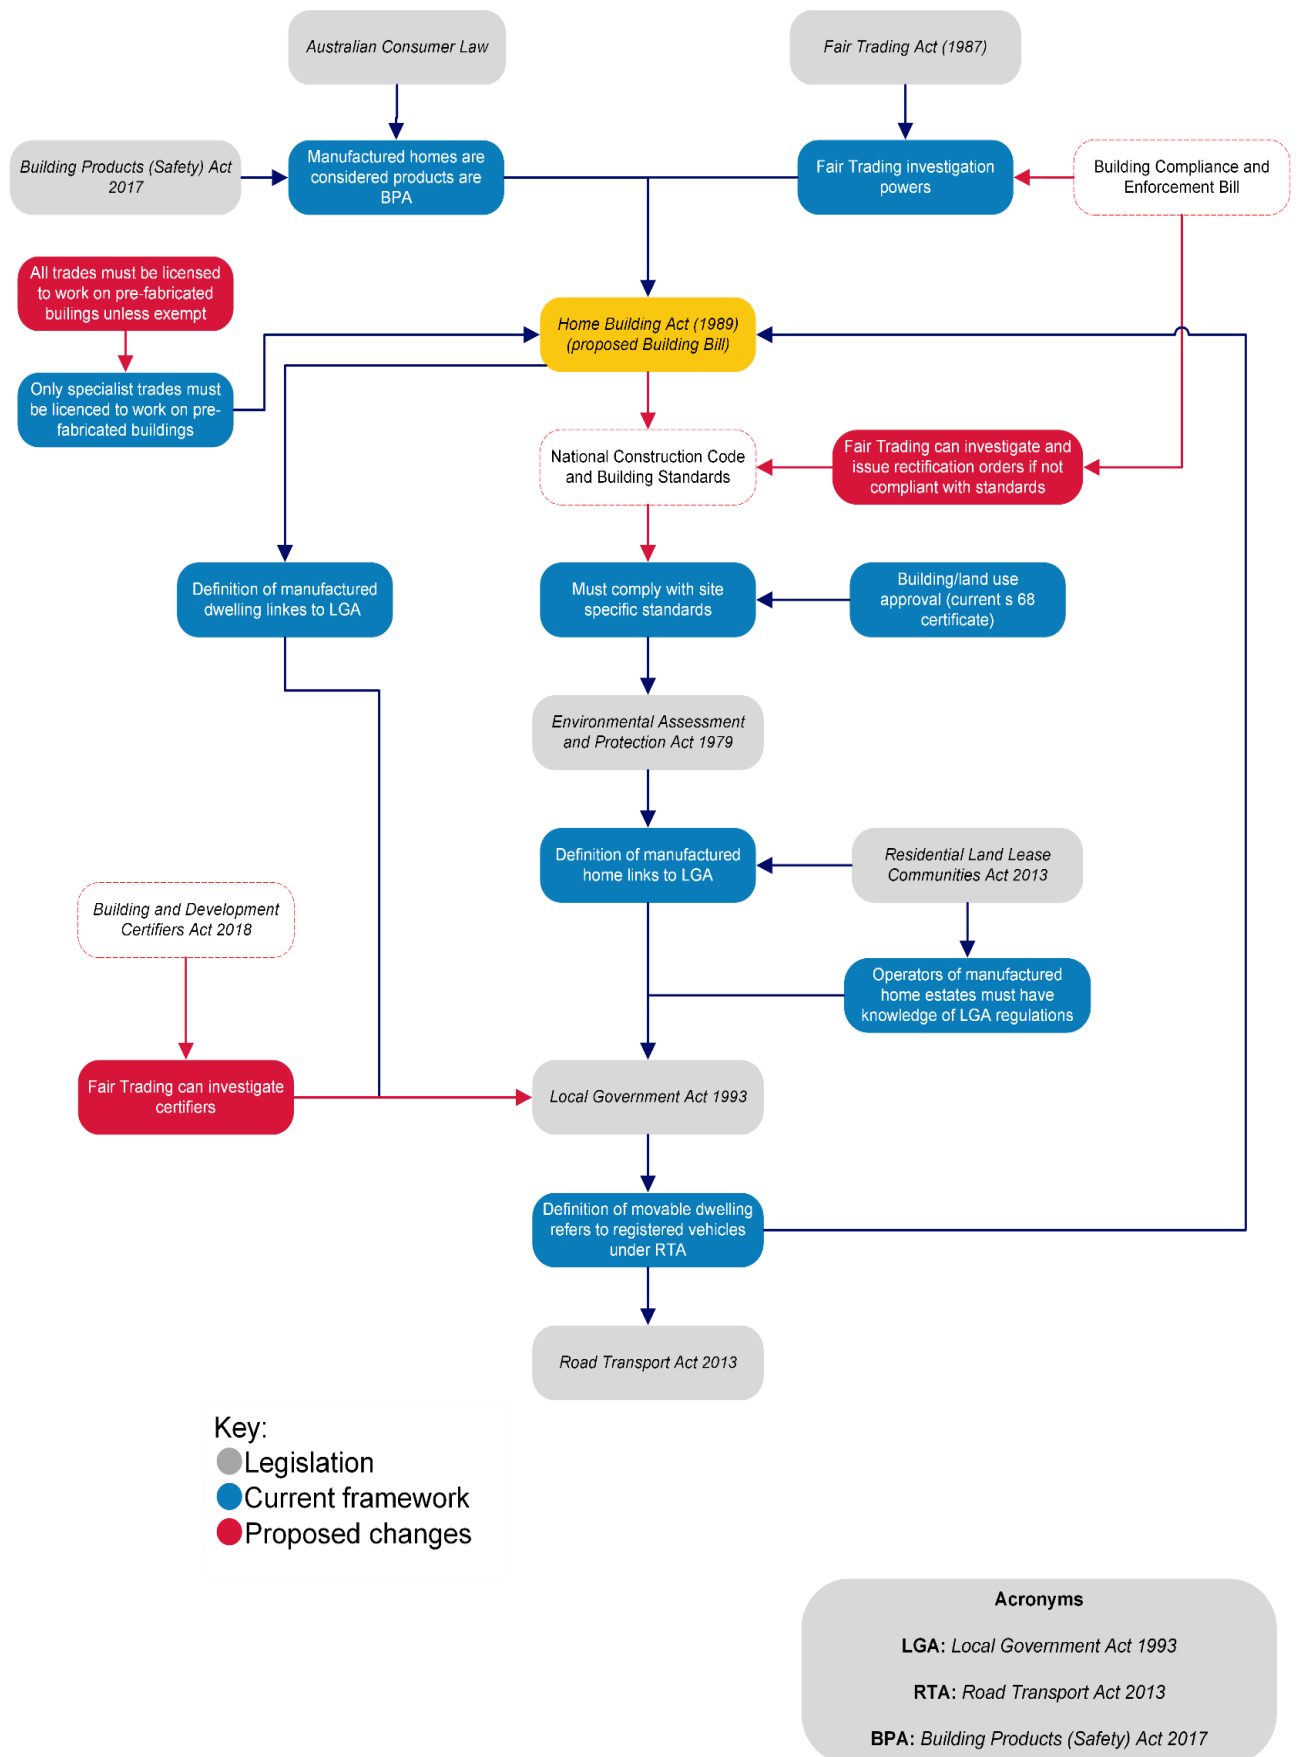 Australian Consumer Law
Fair Trading Act (1987)
Building Products (Safety) Act
2017
Manufactured homes are
considered products are
BPA
Fair Trading investigation
powers
Building Compliance and
Enforcement Bill
All trades must be licensed
to work on pre-fabricated
builings unless exempt
Home Building Act (1989)
(proposed Building Bill)
Only specialist trades must
be licenced to work on pre-
fabricated buildings
National Construction Code
and Building Standards
Fair Trading can investigate and
issue rectification orders if not
compliant with standards
Definition of manufactured
dwelling linkes to LGA
Must comply with site
specific standards
Building/land use
approval (current s 68
certificate)
Environmental Assessment
and Protection Act 1979
Definition of manufactured
home links to LGA
Residential Land Lease
Communities Act 2013
Building and Development
Certifiers Act 2018
Operators of manufactured
home estates must have
knowledge of LGA regulations
Fair Trading can investigate
certifiers
Local Government Act 1993
Definition of movable dwelling
refers to registered vehicles
under RTA
Road Transport Act 2013
Key:
Legislation
Current framework
Proposed changes
Acronyms
LGA: Local Government Act 1993
RTA: Road Transport Act 2013
BPA: Building Products (Safety) Act 2017